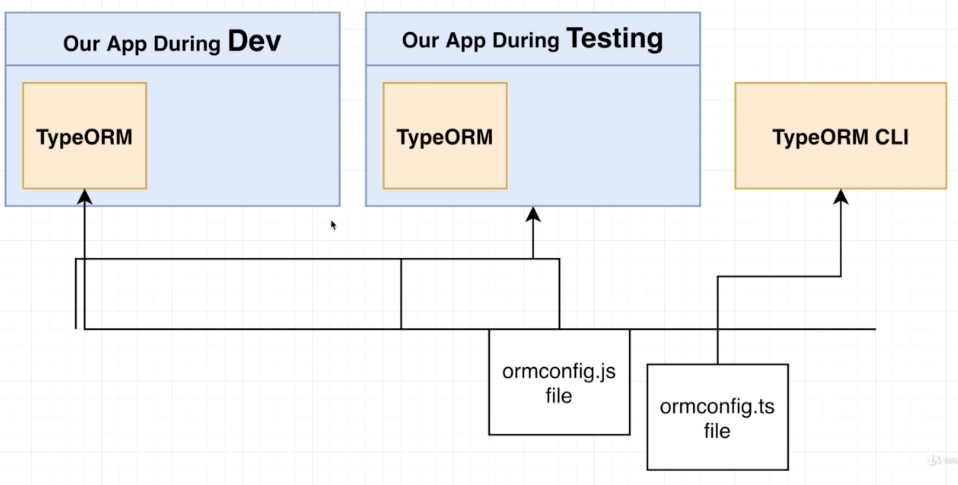 Our App During Dev
Our App During Testing
TypeORM
TypeORM
TypeORM CLI
ormconfig.js
file
ormconfig.ts
file